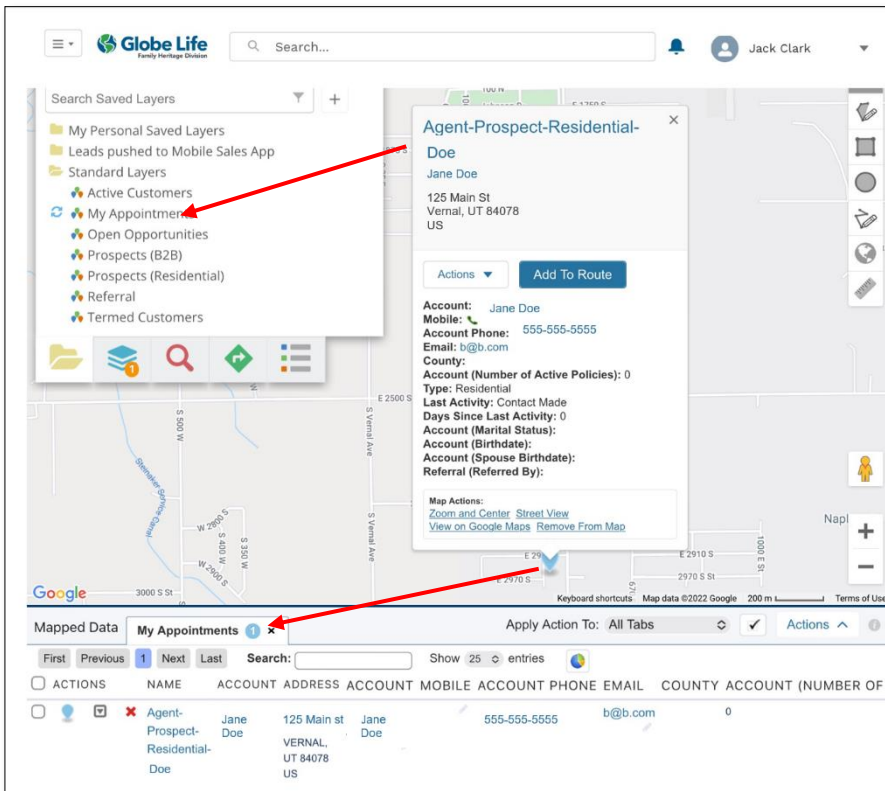 Globe Life
Family Heritage Division
Search...
Jack Clark
Search Saved Layers
My Personal Saved Layers
Leads pushed to Mobile Sales App
Standard Layers
Active Customers
My Appointments
Open Opportunities
Prospects (B2B)
Prospects (Residential)
Referral
Termed Customers
1
Agent-Prospect-Residential-
Doe
Jane Doe
125 Main St
Vernal, UT 84078
US
Actions
Add To Route
Account: Jane Doe
Mobile:
Account Phone: 555-555-5555
Email: b@b.com
County:
Account (Number of Active Policies): 0
Type: Residential
Last Activity: Contact Made
Days Since Last Activity: 0
Account (Marital Status):
Account (Birthdate):
Account (Spouse Birthdate):
Referral (Referred By):
Map Actions:
Zoom and Center Street View
View on Google Maps Remove From Map
E 1750 S
E 2500 S
S 500 W
S Vernal Ave
S Vernal Ave
Steinaker Service Canal
W 2800 S
S 400 W
S 350 W
W 2900 S
3000 S St
E 2970 S
E 2910 S
2970 S St
1000 E St
Napl
Google
Keyboard shortcuts Map data ©2022 Google 200 m Terms of Use
Mapped Data
My Appointments 1 ×
Apply Action To: All Tabs
Actions
First Previous 1 Next Last Search: Show 25 entries
ACTIONS NAME ACCOUNT ADDRESS ACCOUNT MOBILE ACCOUNT PHONE EMAIL COUNTY ACCOUNT (NUMBER OF
Agent-
Prospect-
Residential-
Doe
Jane
Doe
125 Main st
VERNAL,
UT 84078
US
Jane
Doe
555-555-5555
b@b.com
0